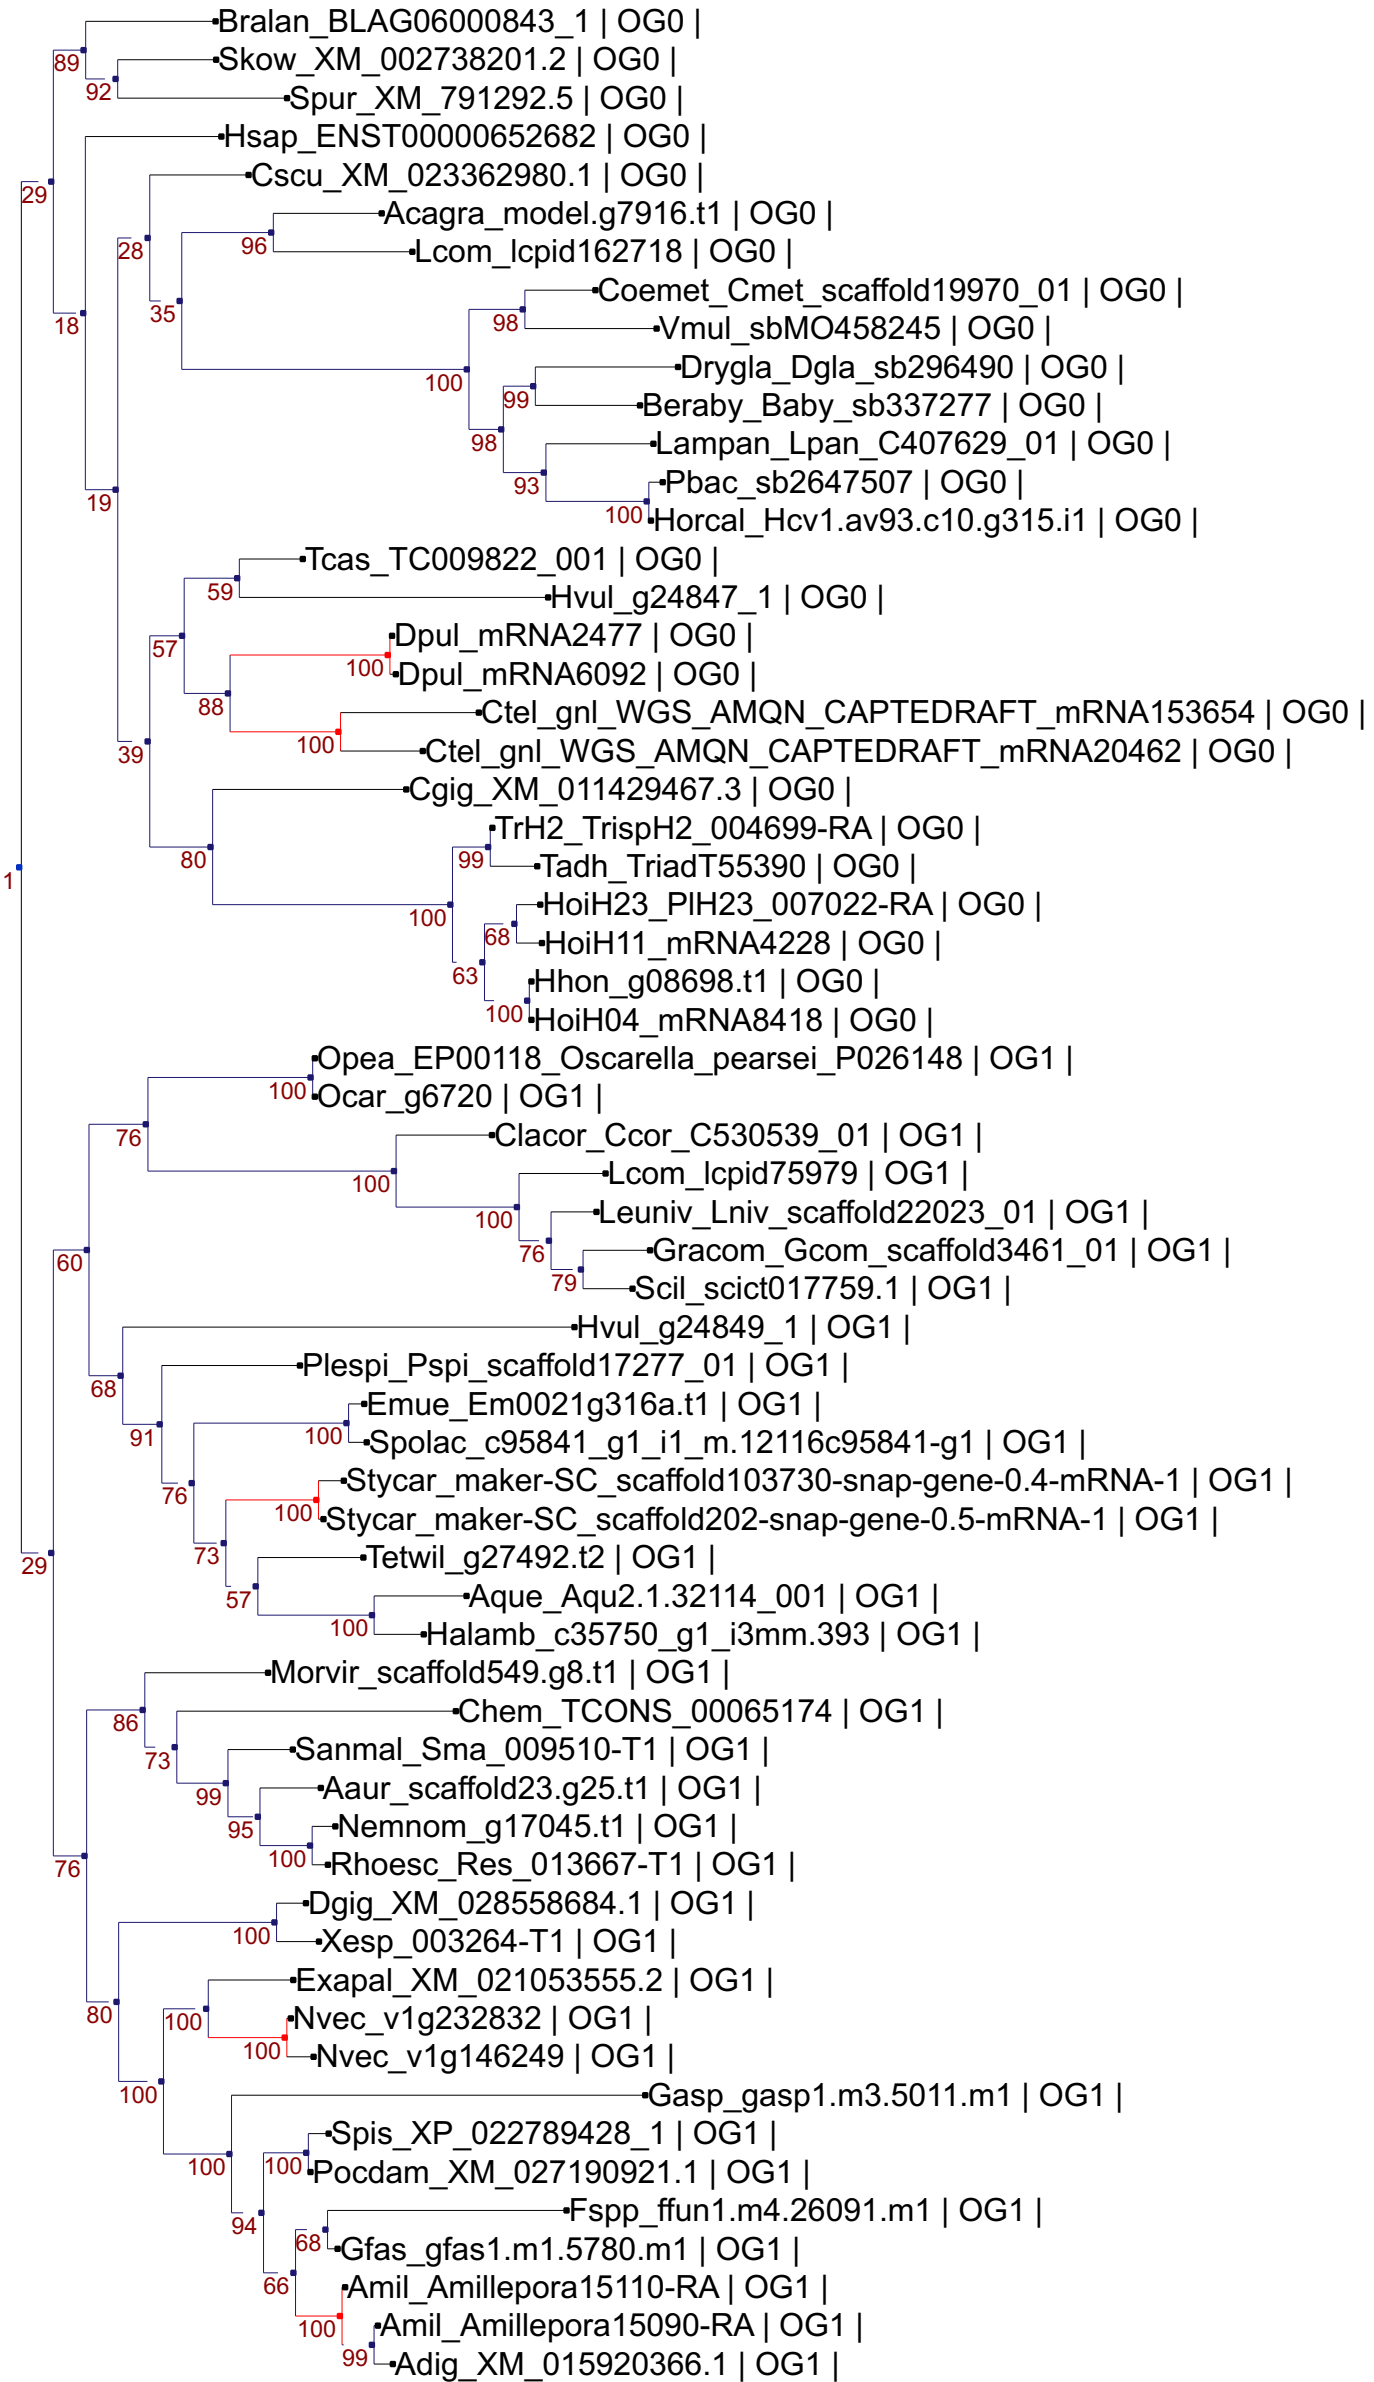 Bralan_BLAG06000843_1 | OG0 |
89
Skow_XM_002738201.2 | OG0 |
92
Spur_XM_791292.5 | OG0 |
Hsap_ENST00000652682 | OG0 |
Cscu_XM_023362980.1 | OG0 |
29
Acagra_model.g7916.t1 | OG0 |
28
96
Lcom_lcpid162718 | OG0 |
Coemet_Cmet_scaffold19970_01 | OG0 |
35
18
98
Vmul_sbMO458245 | OG0 |
Drygla_Dgla_sb296490 | OG0 |
100
99
Beraby_Baby_sb337277 | OG0 |
98
Lampan_Lpan_C407629_01 | OG0 |
93
Pbac_sb2647507 | OG0 |
19
100
Horcal_Hcv1.av93.c10.g315.i1 | OG0 |
Tcas_TC009822_001 | OG0 |
59
Hvul_g24847_1 | OG0 |
Dpul_mRNA2477 | OG0 |
57
100
Dpul_mRNA6092 | OG0 |
88
Ctel_gnl_WGS_AMQN_CAPTEDRAFT_mRNA153654 | OG0 |
100
39
Ctel_gnl_WGS_AMQN_CAPTEDRAFT_mRNA20462 | OG0 |
Cgig_XM_011429467.3 | OG0 |
TrH2_TrispH2_004699-RA | OG0 |
80
99
Tadh_TriadT55390 | OG0 |
1
HoiH23_PlH23_007022-RA | OG0 |
100
68
HoiH11_mRNA4228 | OG0 |
63
Hhon_g08698.t1 | OG0 |
100
HoiH04_mRNA8418 | OG0 |
Opea_EP00118_Oscarella_pearsei_P026148 | OG1 |
100
Ocar_g6720 | OG1 |
76
Clacor_Ccor_C530539_01 | OG1 |
100
Lcom_lcpid75979 | OG1 |
100
Leuniv_Lniv_scaffold22023_01 | OG1 |
76
60
Gracom_Gcom_scaffold3461_01 | OG1 |
79
Scil_scict017759.1 | OG1 |
Hvul_g24849_1 | OG1 |
Plespi_Pspi_scaffold17277_01 | OG1 |
68
Emue_Em0021g316a.t1 | OG1 |
91
100
Spolac_c95841_g1_i1_m.12116c95841-g1 | OG1 |
76
Stycar_maker-SC_scaffold103730-snap-gene-0.4-mRNA-1 | OG1 |
100
Stycar_maker-SC_scaffold202-snap-gene-0.5-mRNA-1 | OG1 |
73
29
Tetwil_g27492.t2 | OG1 |
57
Aque_Aqu2.1.32114_001 | OG1 |
100
Halamb_c35750_g1_i3mm.393 | OG1 |
Morvir_scaffold549.g8.t1 | OG1 |
86
Chem_TCONS_00065174 | OG1 |
73
Sanmal_Sma_009510-T1 | OG1 |
99
Aaur_scaffold23.g25.t1 | OG1 |
95
Nemnom_g17045.t1 | OG1 |
100
76
Rhoesc_Res_013667-T1 | OG1 |
Dgig_XM_028558684.1 | OG1 |
100
Xesp_003264-T1 | OG1 |
Exapal_XM_021053555.2 | OG1 |
80
100
Nvec_v1g232832 | OG1 |
100
Nvec_v1g146249 | OG1 |
100
Gasp_gasp1.m3.5011.m1 | OG1 |
Spis_XP_022789428_1 | OG1 |
100
100
Pocdam_XM_027190921.1 | OG1 |
Fspp_ffun1.m4.26091.m1 | OG1 |
94
68
Gfas_gfas1.m1.5780.m1 | OG1 |
66
Amil_Amillepora15110-RA | OG1 |
100
Amil_Amillepora15090-RA | OG1 |
99
Adig_XM_015920366.1 | OG1 |